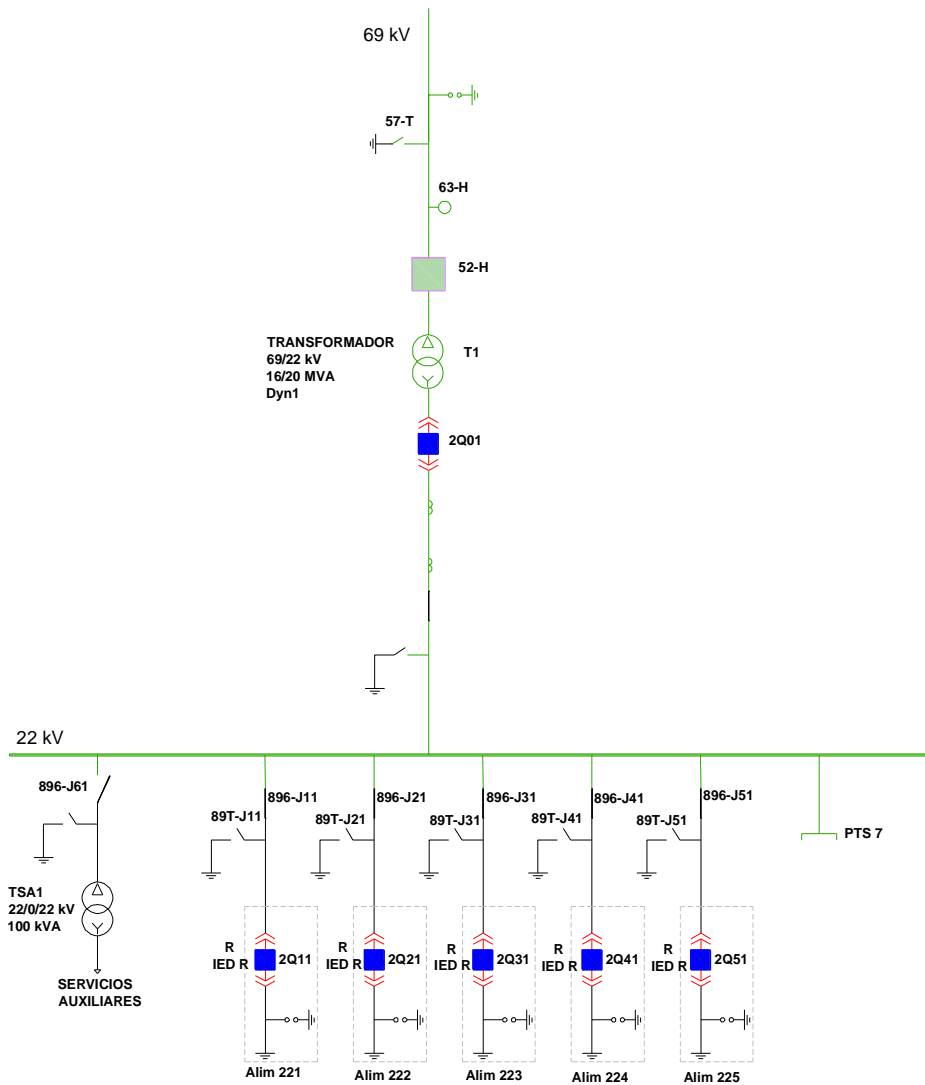 69 kV
57-T
63-H
52-H
TRANSFORMADOR
69/22 kV
16/20 MVA
Dyn1
T1
2Q01
22 kV
896-J61
896-J11
896-J21
896-J31
896-J41
896-J51
89T-J11
89T-J21
89T-J31
89T-J41
89T-J51
PTS 7
TSA1
22/0/22 kV
100 kVA
SERVICIOS
AUXILIARES
R
IED R
2Q11
R
IED R
2Q21
R
IED R
2Q31
R
IED R
2Q41
R
IED R
2Q51
Alim 221
Alim 222
Alim 223
Alim 224
Alim 225